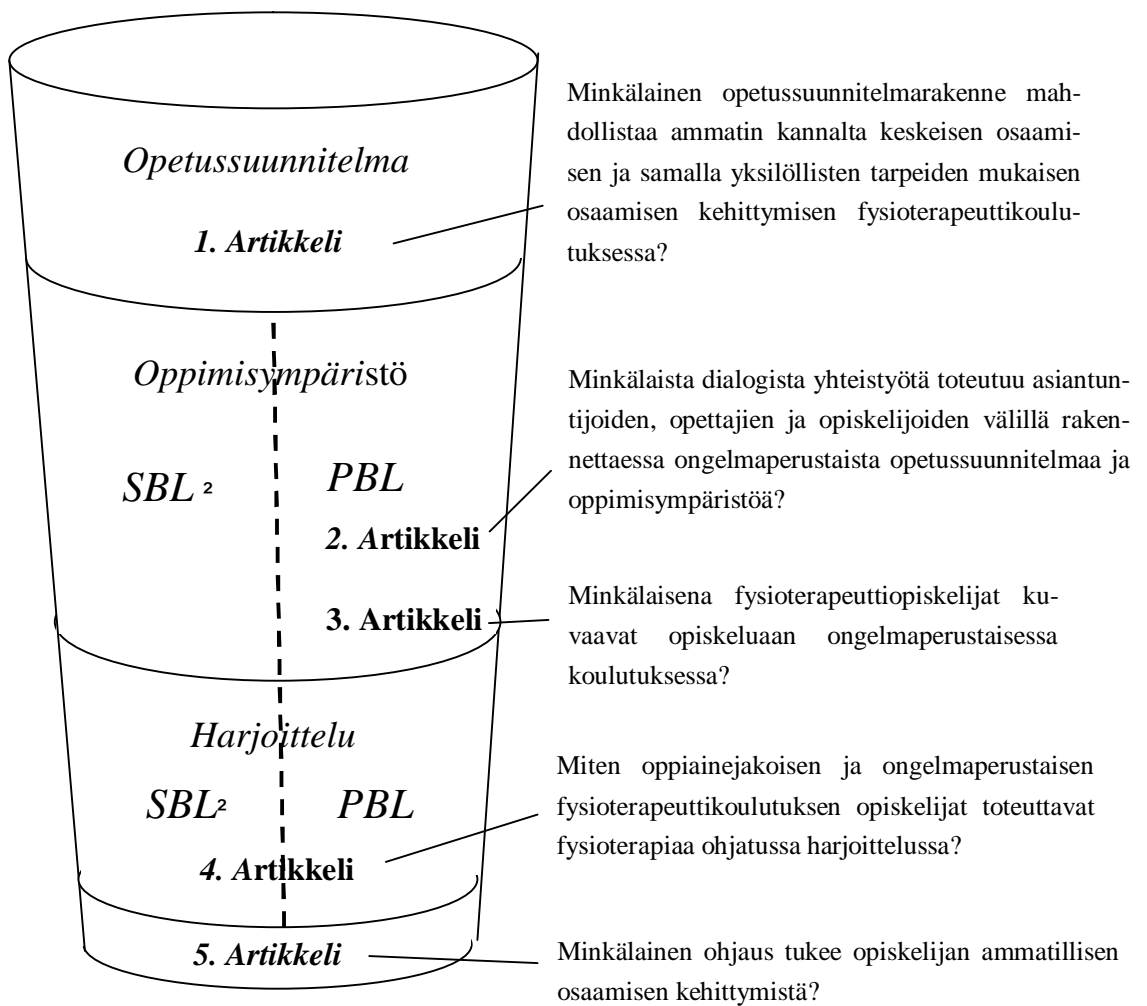 Opetussuunnitelma
1. Artikkeli
Minkälainen opetussuunnitelmarakenne mah-
dollistaa ammatin kannalta keskeisen osaami-
sen ja samalla yksilöllisten tarpeiden mukaisen
osaamisen kehittymisen fysioterapeuttikoulu-
tuksessa?
Oppimisympäristö
SBL ²
PBL
2. Artikkeli
Minkälaista dialogista yhteistyötä toteutuu asiantun-
tijoiden, opettajien ja opiskelijoiden välillä raken-
nettaessa ongelmaperustaista opetussuunnitelmaa ja
oppimisympäristöä?
3. Artikkeli
Minkälaisena fysioterapeuttiopiskelijat ku-
vaavat opiskeluaan ongelmaperustaisessa
koulutuksessa?
Harjoittelu
SBL²
PBL
4. Artikkeli
Miten oppiainejakoisen ja ongelmaperustaisen
fysioterapeuttikoulutuksen opiskelijat toteuttavat
fysioterapiaa ohjatussa harjoittelussa?
5. Artikkeli
Minkälainen ohjaus tukee opiskelijan ammatillisen
osaamisen kehittymistä?